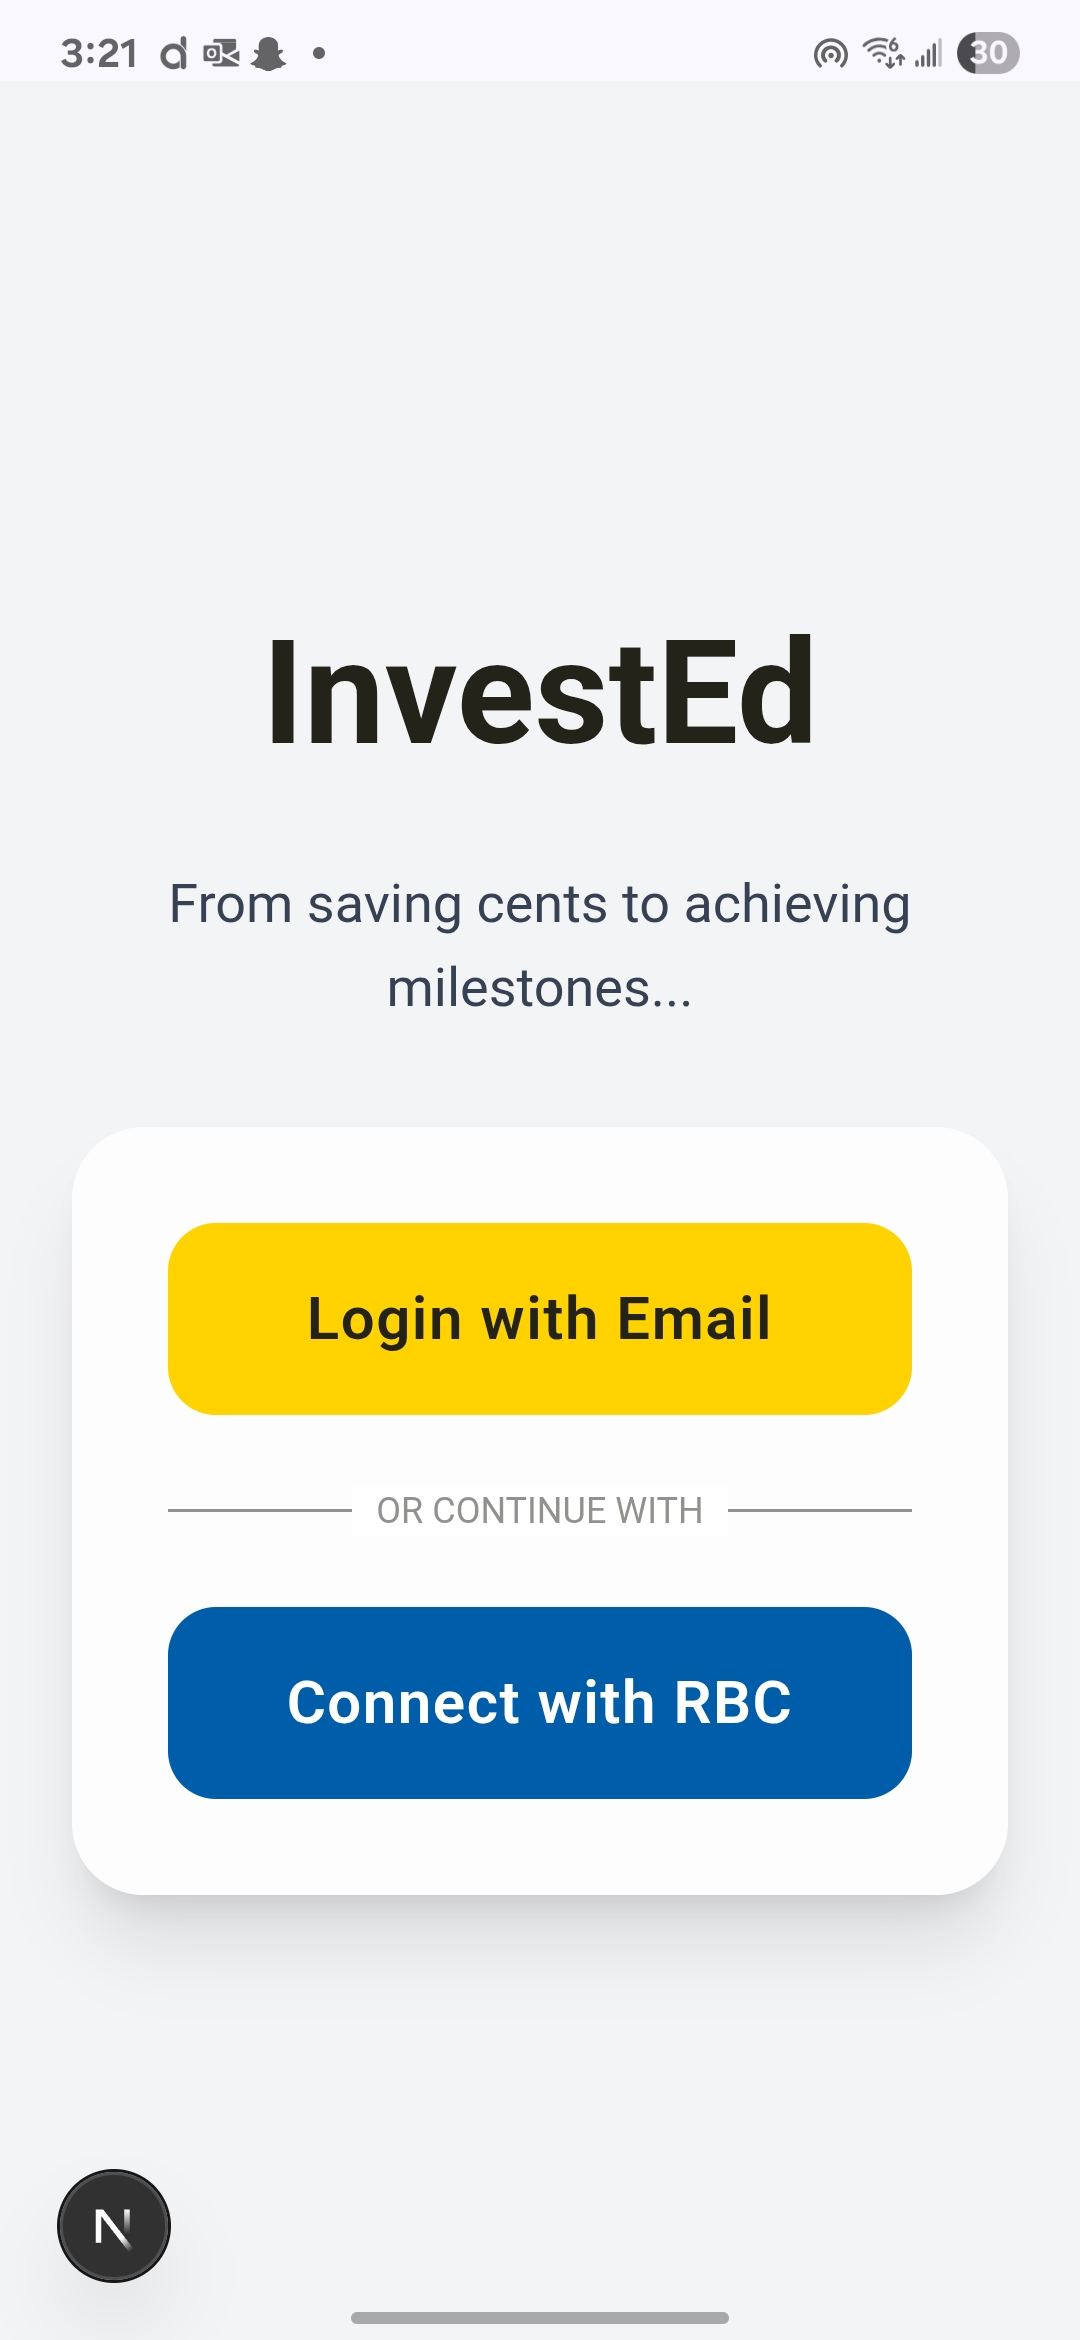 3:21
6
30
InvestEd
From saving cents to achieving
milestones...
Login with Email
OR CONTINUE WITH
Connect with RBC
N